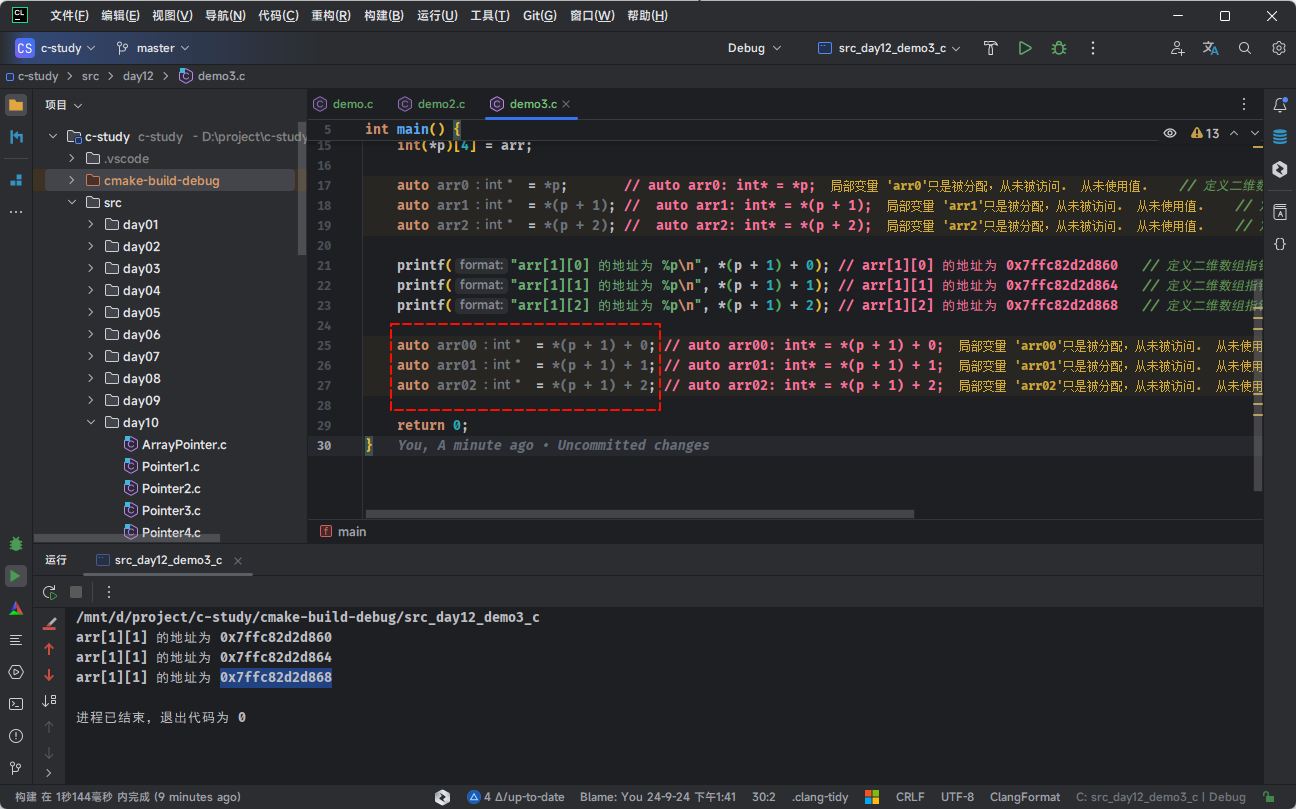 CL 文件(F) 编辑(E) 视图(V) 导航(N) 代码(C) 重构(R) 构建(B) 运行(U) 工具(T) Git(G) 窗口(W) 帮助(H)
CS c-study master Debug src_day12_demo3_c
c-study src day12 demo3.c
项目
c-study c-study - D:\project\c-study
.vscode
cmake-build-debug
src
day01
day02
day03
day04
day05
day06
day07
day08
day09
day10
ArrayPointer.c
Pointer1.c
Pointer2.c
Pointer3.c
Pointer4.c
demo.c demo2.c demo3.c
13
5 int main() {
15 int(*p)[4] = arr;
16
17 auto arr0 : int * = *p; // auto arr0: int* = *p; 局部变量 'arr0'只是被分配，从未被访问. 从未使用值. // 定义二维数
18 auto arr1 : int * = *(p + 1); // auto arr1: int* = *(p + 1); 局部变量 'arr1'只是被分配，从未被访问. 从未使用值. //
19 auto arr2 : int * = *(p + 2); // auto arr2: int* = *(p + 2); 局部变量 'arr2'只是被分配，从未被访问. 从未使用值. //
20
21 printf( format: "arr[1][0] 的地址为 %p\n", *(p + 1) + 0); // arr[1][0] 的地址为 0x7ffc82d2d860 // 定义二维数组指
22 printf( format: "arr[1][1] 的地址为 %p\n", *(p + 1) + 1); // arr[1][1] 的地址为 0x7ffc82d2d864 // 定义二维数组指
23 printf( format: "arr[1][2] 的地址为 %p\n", *(p + 1) + 2); // arr[1][2] 的地址为 0x7ffc82d2d868 // 定义二维数组指
24
25 auto arr00 : int * = *(p + 1) + 0; // auto arr00: int* = *(p + 1) + 0; 局部变量 'arr00'只是被分配，从未被访问. 从未使用
26 auto arr01 : int * = *(p + 1) + 1; // auto arr01: int* = *(p + 1) + 1; 局部变量 'arr01'只是被分配，从未被访问. 从未使用
27 auto arr02 : int * = *(p + 1) + 2; // auto arr02: int* = *(p + 1) + 2; 局部变量 'arr02'只是被分配，从未被访问. 从未使用
28
29 return 0;
30 } You, A minute ago • Uncommitted changes
f main
运行 src_day12_demo3_c
/mnt/d/project/c-study/cmake-build-debug/src_day12_demo3_c
arr[1][1] 的地址为 0x7ffc82d2d860
arr[1][1] 的地址为 0x7ffc82d2d864
arr[1][1] 的地址为 0x7ffc82d2d868
进程已结束，退出代码为 0
构建 在 1秒144毫秒 内完成 (9 minutes ago) 4 Δ/up-to-date Blame: You 24-9-24 下午1:41 30:2 .clang-tidy CRLF UTF-8 ClangFormat C: src_day12_demo3_c | Debug